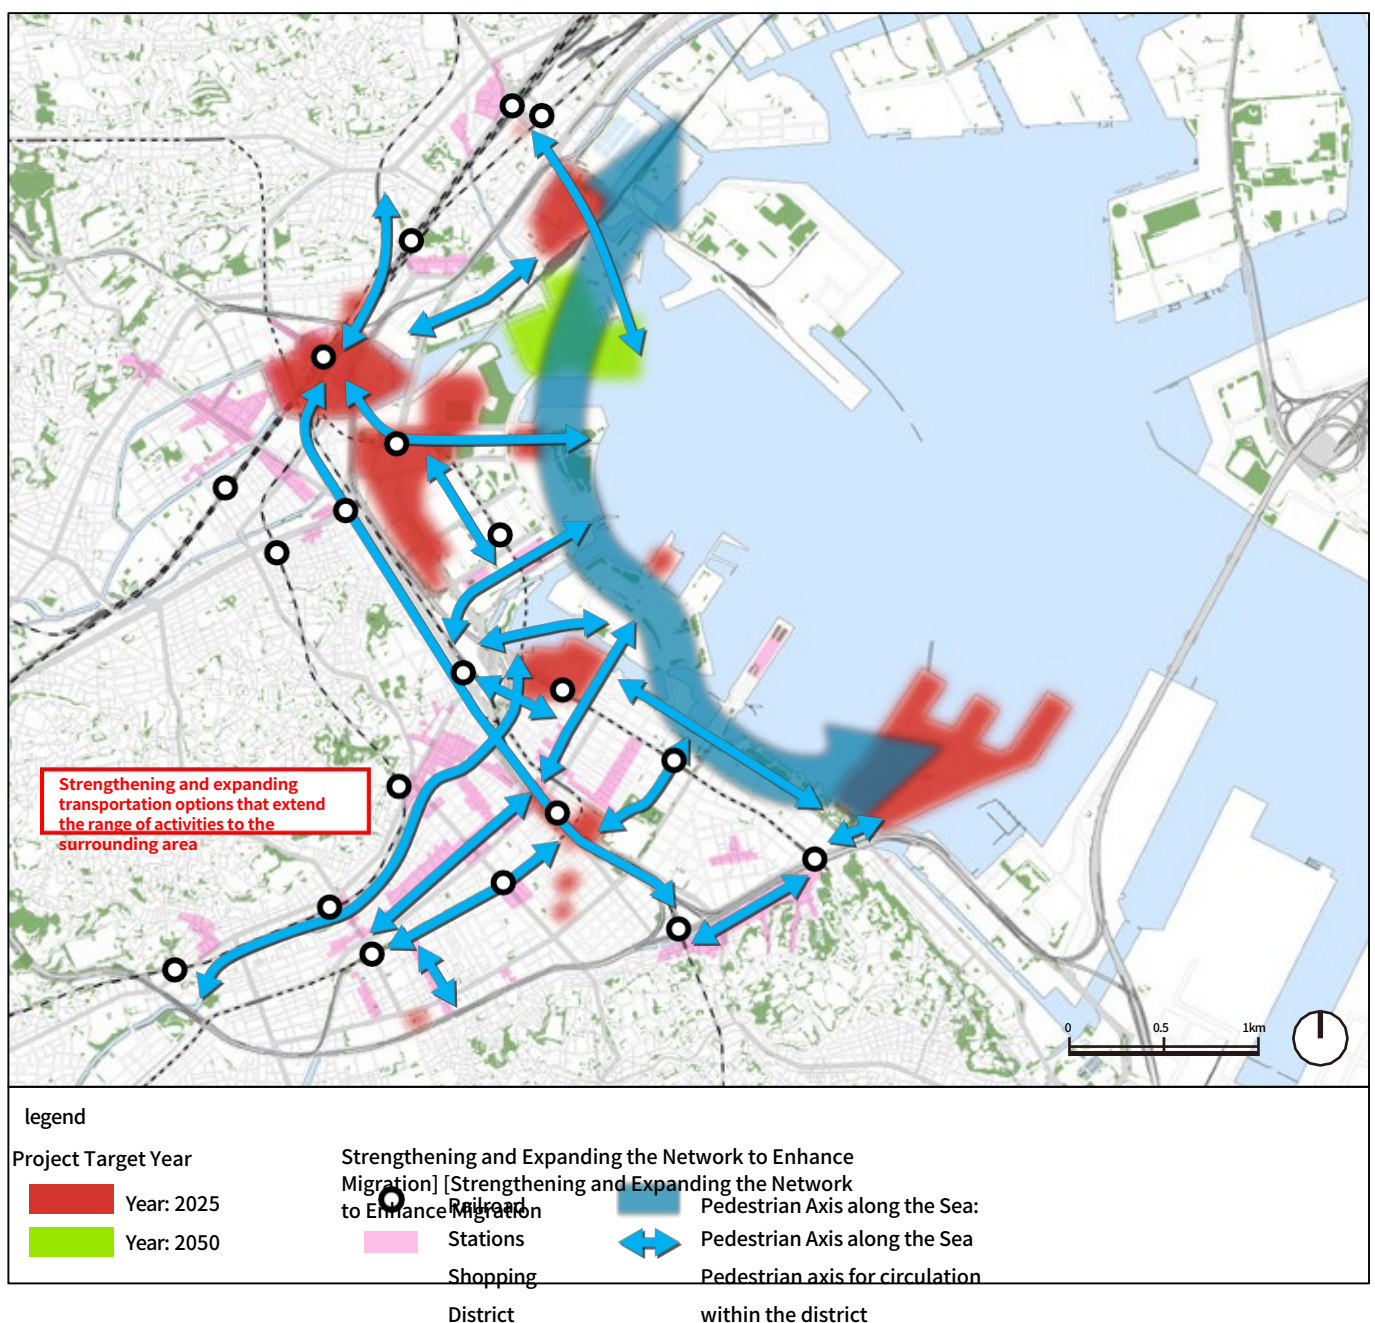 Strengthening and expanding
transportation options that extend
the range of activities to the
surrounding area
0 0.5 1km
legend
Project Target Year
Year: 2025
Year: 2050
Strengthening and Expanding the Network to Enhance
Migration] [Strengthening and Expanding the Network
to Enhance Migration
Railroad
Stations
Shopping
District
Pedestrian Axis along the Sea:
Pedestrian Axis along the Sea
Pedestrian axis for circulation
within the district